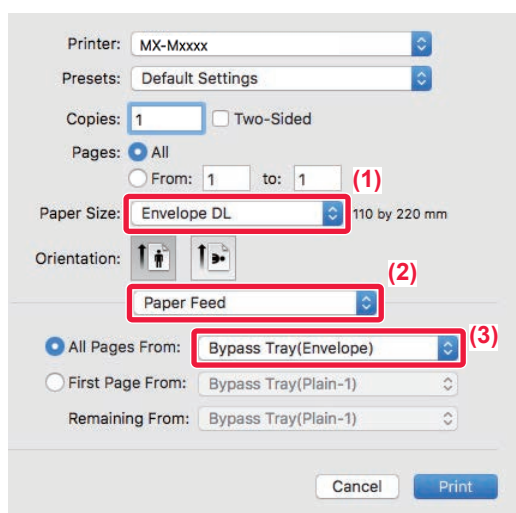 Printer: MX-Mxxxx
Presets: Default Settings
Copies: 1 Two-Sided
Pages: All
From: 1 to: 1 (1)
Paper Size: Envelope DL 110 by 220 mm
Orientation:
(2)
Paper Feed
All Pages From: Bypass Tray(Envelope) (3)
First Page From: Bypass Tray(Plain-1)
Remaining From: Bypass Tray(Plain-1)
Cancel Print